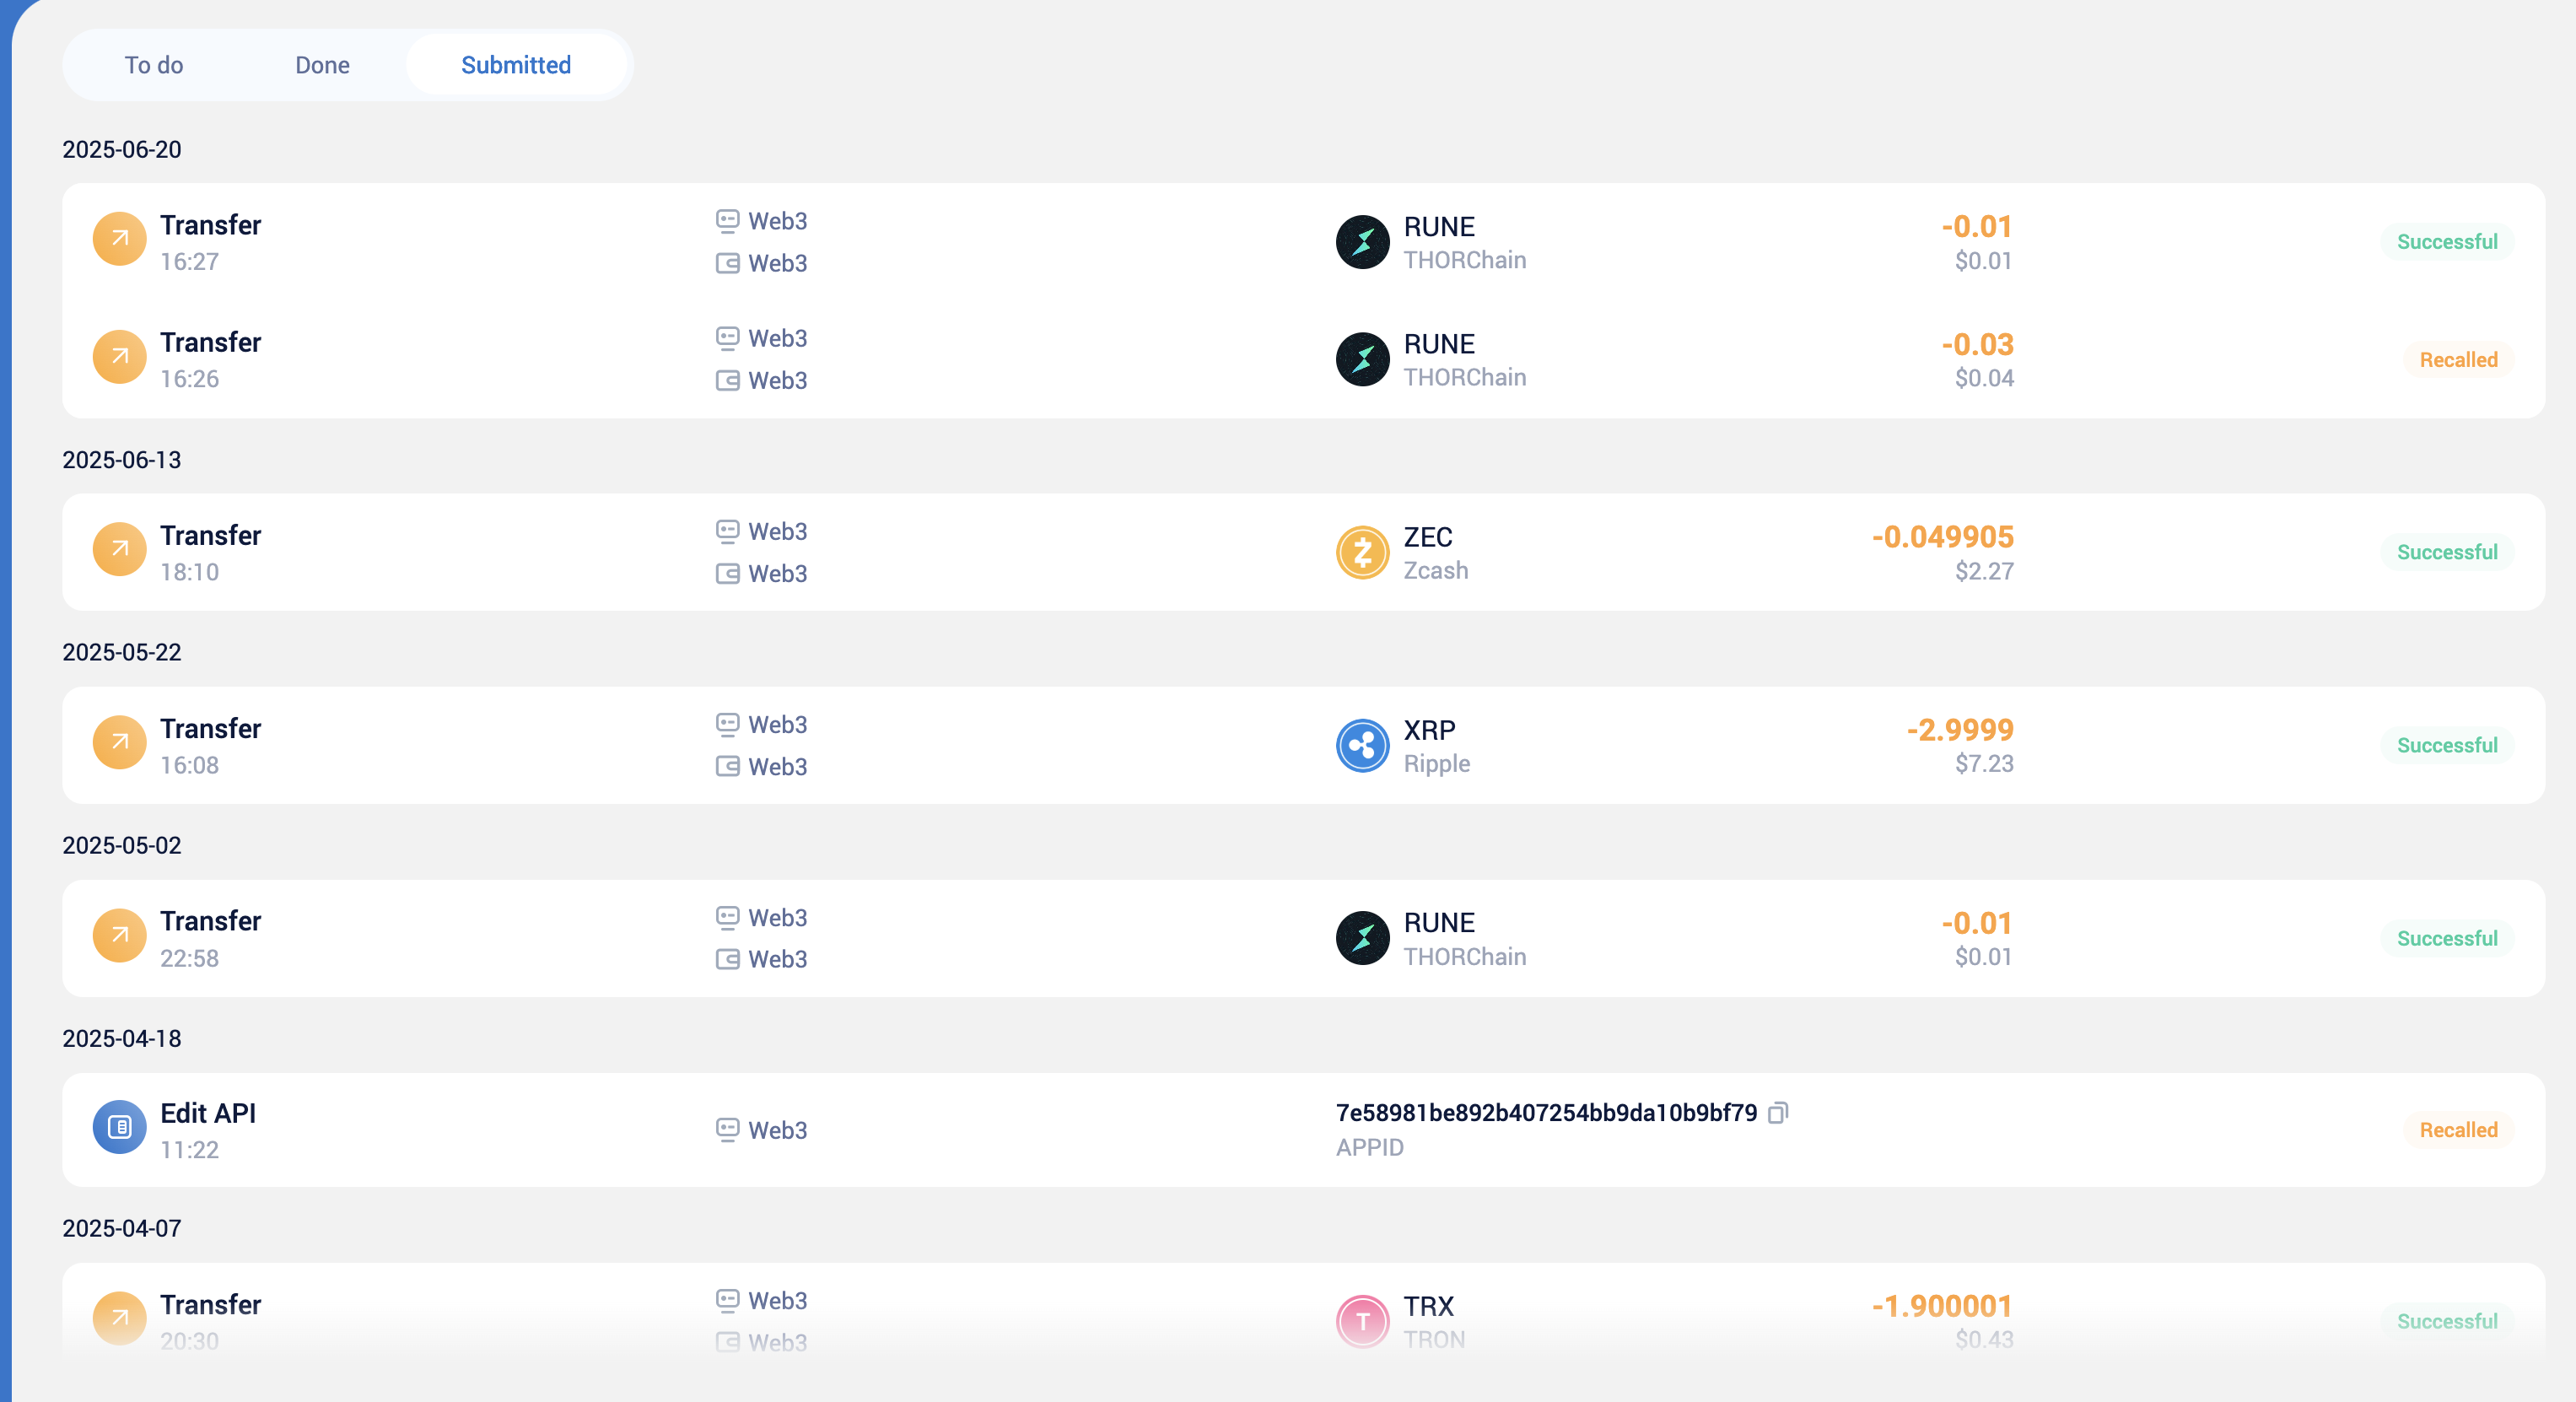 To do Done Submitted
2025-06-20
Transfer Web3 RUNE -0.01 Successful
16:27 Web3 THORChain $0.01
Transfer Web3 RUNE -0.03 Recalled
16:26 Web3 THORChain $0.04
2025-06-13
Transfer Web3 ZEC -0.049905 Successful
18:10 Web3 Zcash $2.27
2025-05-22
Transfer Web3 XRP -2.9999 Successful
16:08 Web3 Ripple $7.23
2025-05-02
Transfer Web3 RUNE -0.01 Successful
22:58 Web3 THORChain $0.01
2025-04-18
Edit API Web3 7e58981be892b407254bb9da10b9bf79 Recalled
11:22 APPID
2025-04-07
Transfer Web3 TRX -1.900001 Successful
20:30 Web3 TRON $0.43